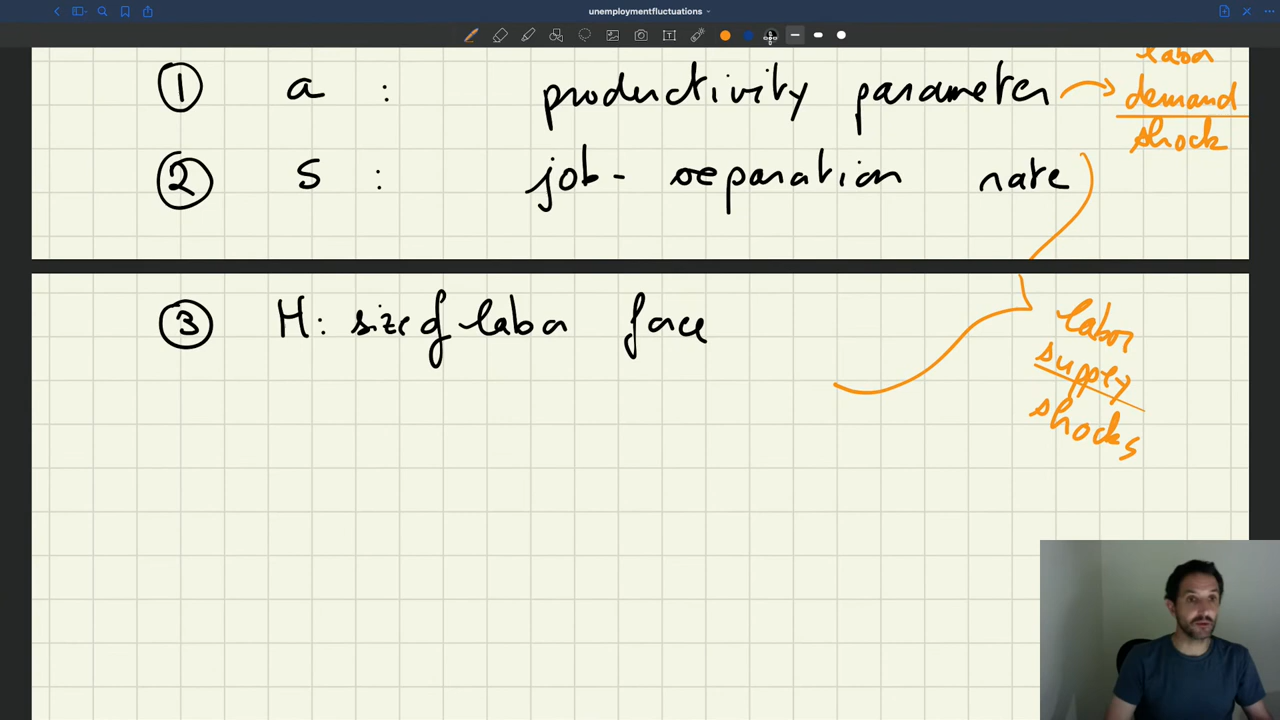 unemploymentfluctuations
① a : productivity parameter
labor
demand
shock
② s : job-separation rate
③ H: size of labor force
labor
supply
shocks